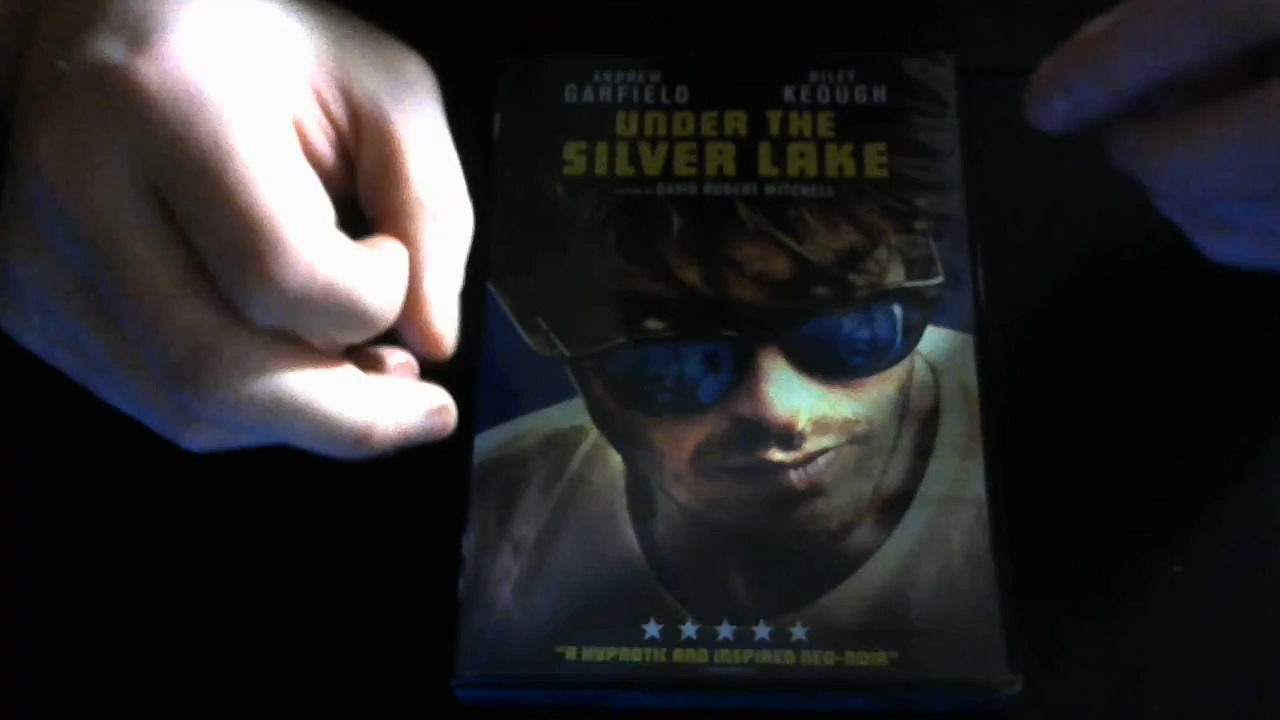 ANDREW RILEY
GARFIELD KEOUGH
UNDER THE
SILVER LAKE
DAVID ROBERT MITCHELL
"A HYPNOTIC AND INSPIRED NEO-NOIR"